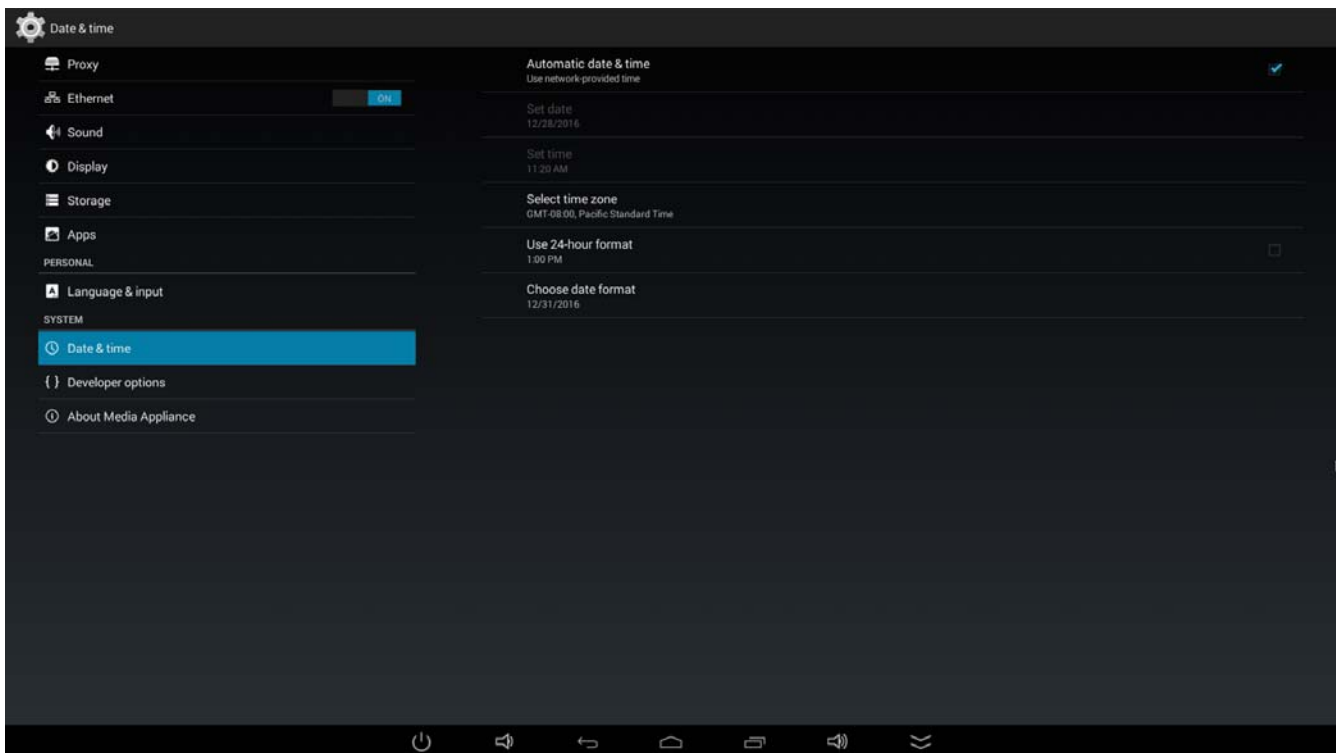 Date & time
Proxy
Ethernet
ON
Sound
Display
Storage
Apps
PERSONAL
Language & input
SYSTEM
Date & time
{ } Developer options
About Media Appliance
Automatic date & time
Use network-provided time
Set date
12/28/2016
Set time
11:20 AM
Select time zone
GMT-08:00, Pacific Standard Time
Use 24-hour format
1:00 PM
Choose date format
12/31/2016